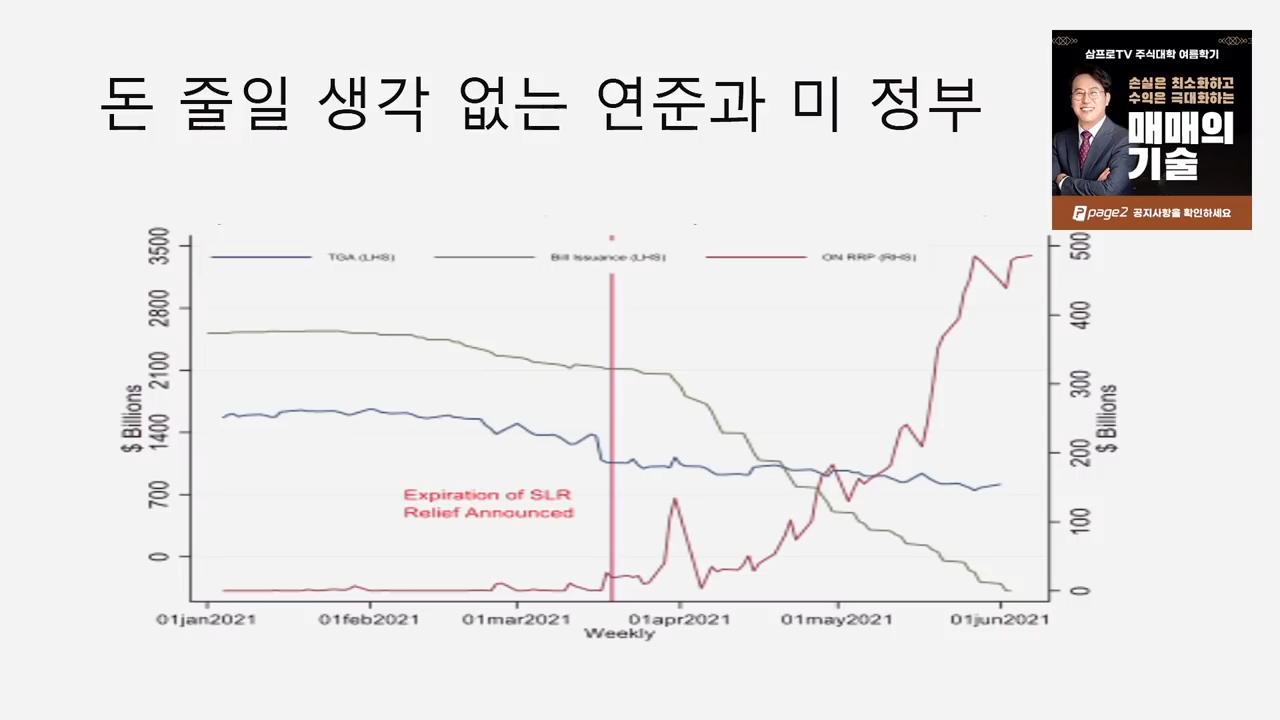 돈 줄일 생각 없는 연준과 미 정부
삼프로TV 주식대학 여름학기
손실은 최소화하고
수익은 극대화하는
매매의
기술
page2 공지사항을 확인하세요
TGA (LHS) Bill Issuance (LHS) ON RRP (RHS)
3500
2800
2100
1400
700
0
$ Billions
500
400
300
200
100
0
$ Billions
Expiration of SLR
Relief Announced
01jan2021 01feb2021 01mar2021 01apr2021 01may2021 01jun2021
Weekly